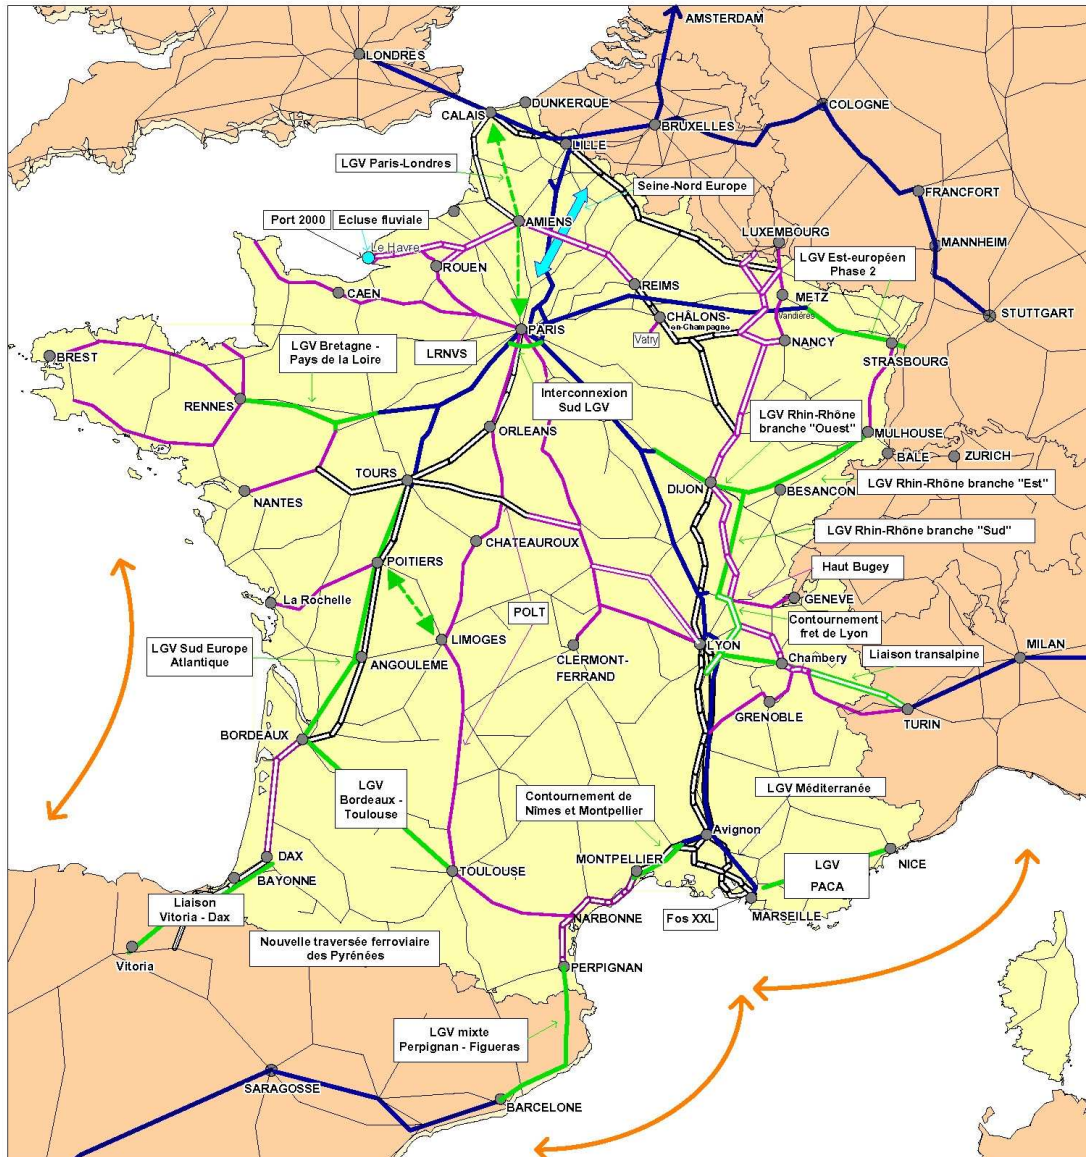 AMSTERDAM
LONDRES
DUNKERQUE
COLOGNE
CALAIS
BRUXELLES
LILLE
LGV Paris-Londres
Seine-Nord Europe
FRANCFORT
Port 2000
Ecluse fluviale
AMIENS
LUXEMBOURG
MANNHEIM
Le Havre
ROUEN
LGV Est-européen
Phase 2
REIMS
CAEN
METZ
CHÂLONS-
en-Champagne
Vandières
STUTTGART
PARIS
Vatry
NANCY
BREST
LGV Bretagne -
Pays de la Loire
LRNVS
STRASBOURG
Interconnexion
Sud LGV
RENNES
LGV Rhin-Rhône
branche "Ouest"
ORLEANS
MULHOUSE
BALE
ZURICH
TOURS
DIJON
BESANCON
LGV Rhin-Rhône branche "Est"
NANTES
LGV Rhin-Rhône branche "Sud"
CHATEAUROUX
POITIERS
Haut Bugey
La Rochelle
GENEVE
POLT
Contournement
fret de Lyon
LIMOGES
LYON
LGV Sud Europe
Atlantique
ANGOULEME
CLERMONT-
FERRAND
Chambery
Liaison transalpine
MILAN
GRENOBLE
TURIN
BORDEAUX
LGV
Bordeaux -
Toulouse
Contournement de
Nîmes et Montpellier
LGV Méditerranée
Avignon
DAX
MONTPELLIER
NICE
BAYONNE
TOULOUSE
LGV
PACA
Liaison
Vitoria - Dax
NARBONNE
Fos XXL
MARSEILLE
Nouvelle traversée ferroviaire
des Pyrénées
Vitoria
PERPIGNAN
LGV mixte
Perpignan - Figueras
SARAGOSSE
BARCELONE